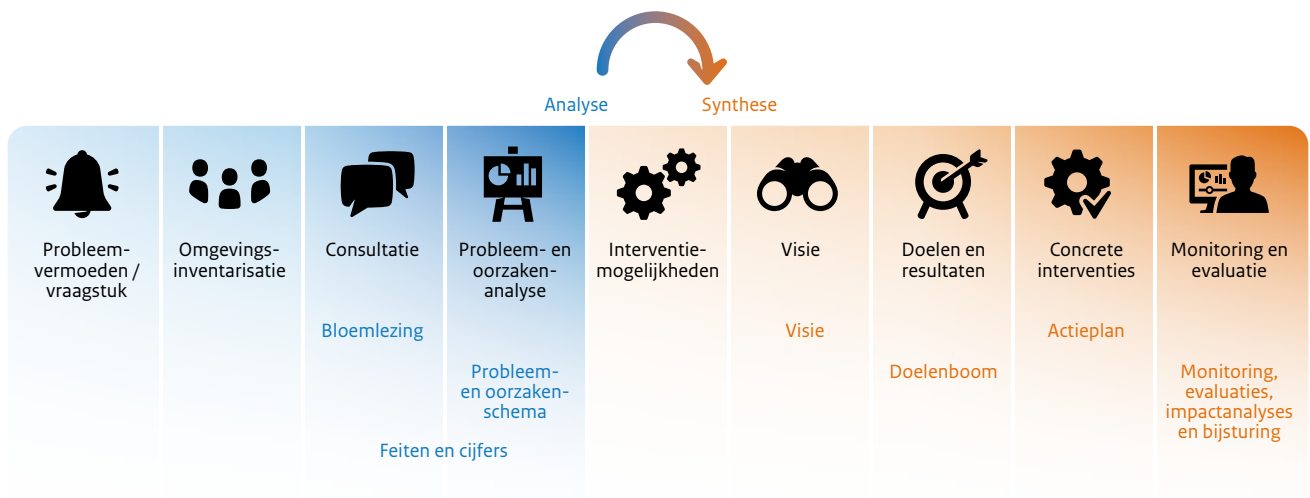 Analyse
Synthese
Probleem-
vermoeden /
vraagstuk
Omgevings-
inventarisatie
Consultatie
Probleem- en
oorzaken-
analyse
Interventie-
mogelijkheden
Visie
Doelen en
resultaten
Concrete
interventies
Monitoring en
evaluatie
Bloemlezing
Probleem-
en oorzaken-
schema
Feiten en cijfers
Visie
Doelenboom
Actieplan
Monitoring,
evaluaties,
impactanalyses
en bijsturing